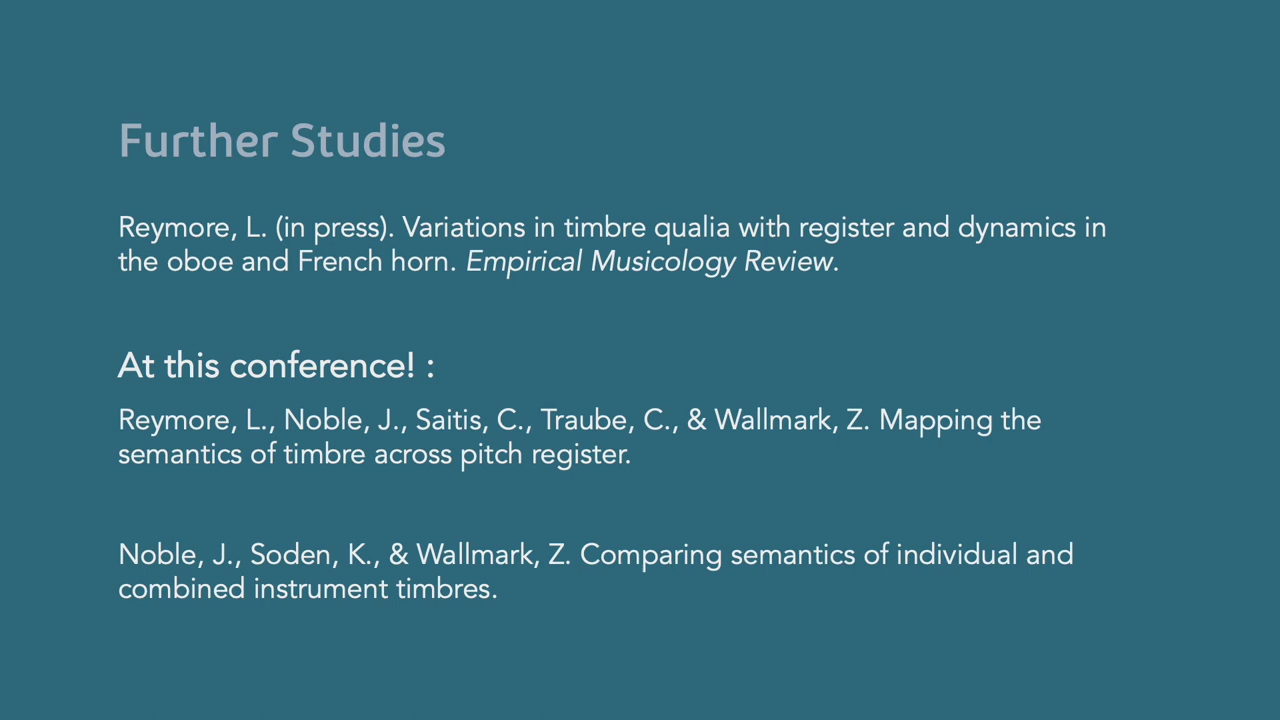 Further Studies
Reymore, L. (in press). Variations in timbre qualia with register and dynamics in
the oboe and French horn. Empirical Musicology Review.
At this conference! :
Reymore, L., Noble, J., Saitis, C., Traube, C., & Wallmark, Z. Mapping the
semantics of timbre across pitch register.
Noble, J., Soden, K., & Wallmark, Z. Comparing semantics of individual and
combined instrument timbres.